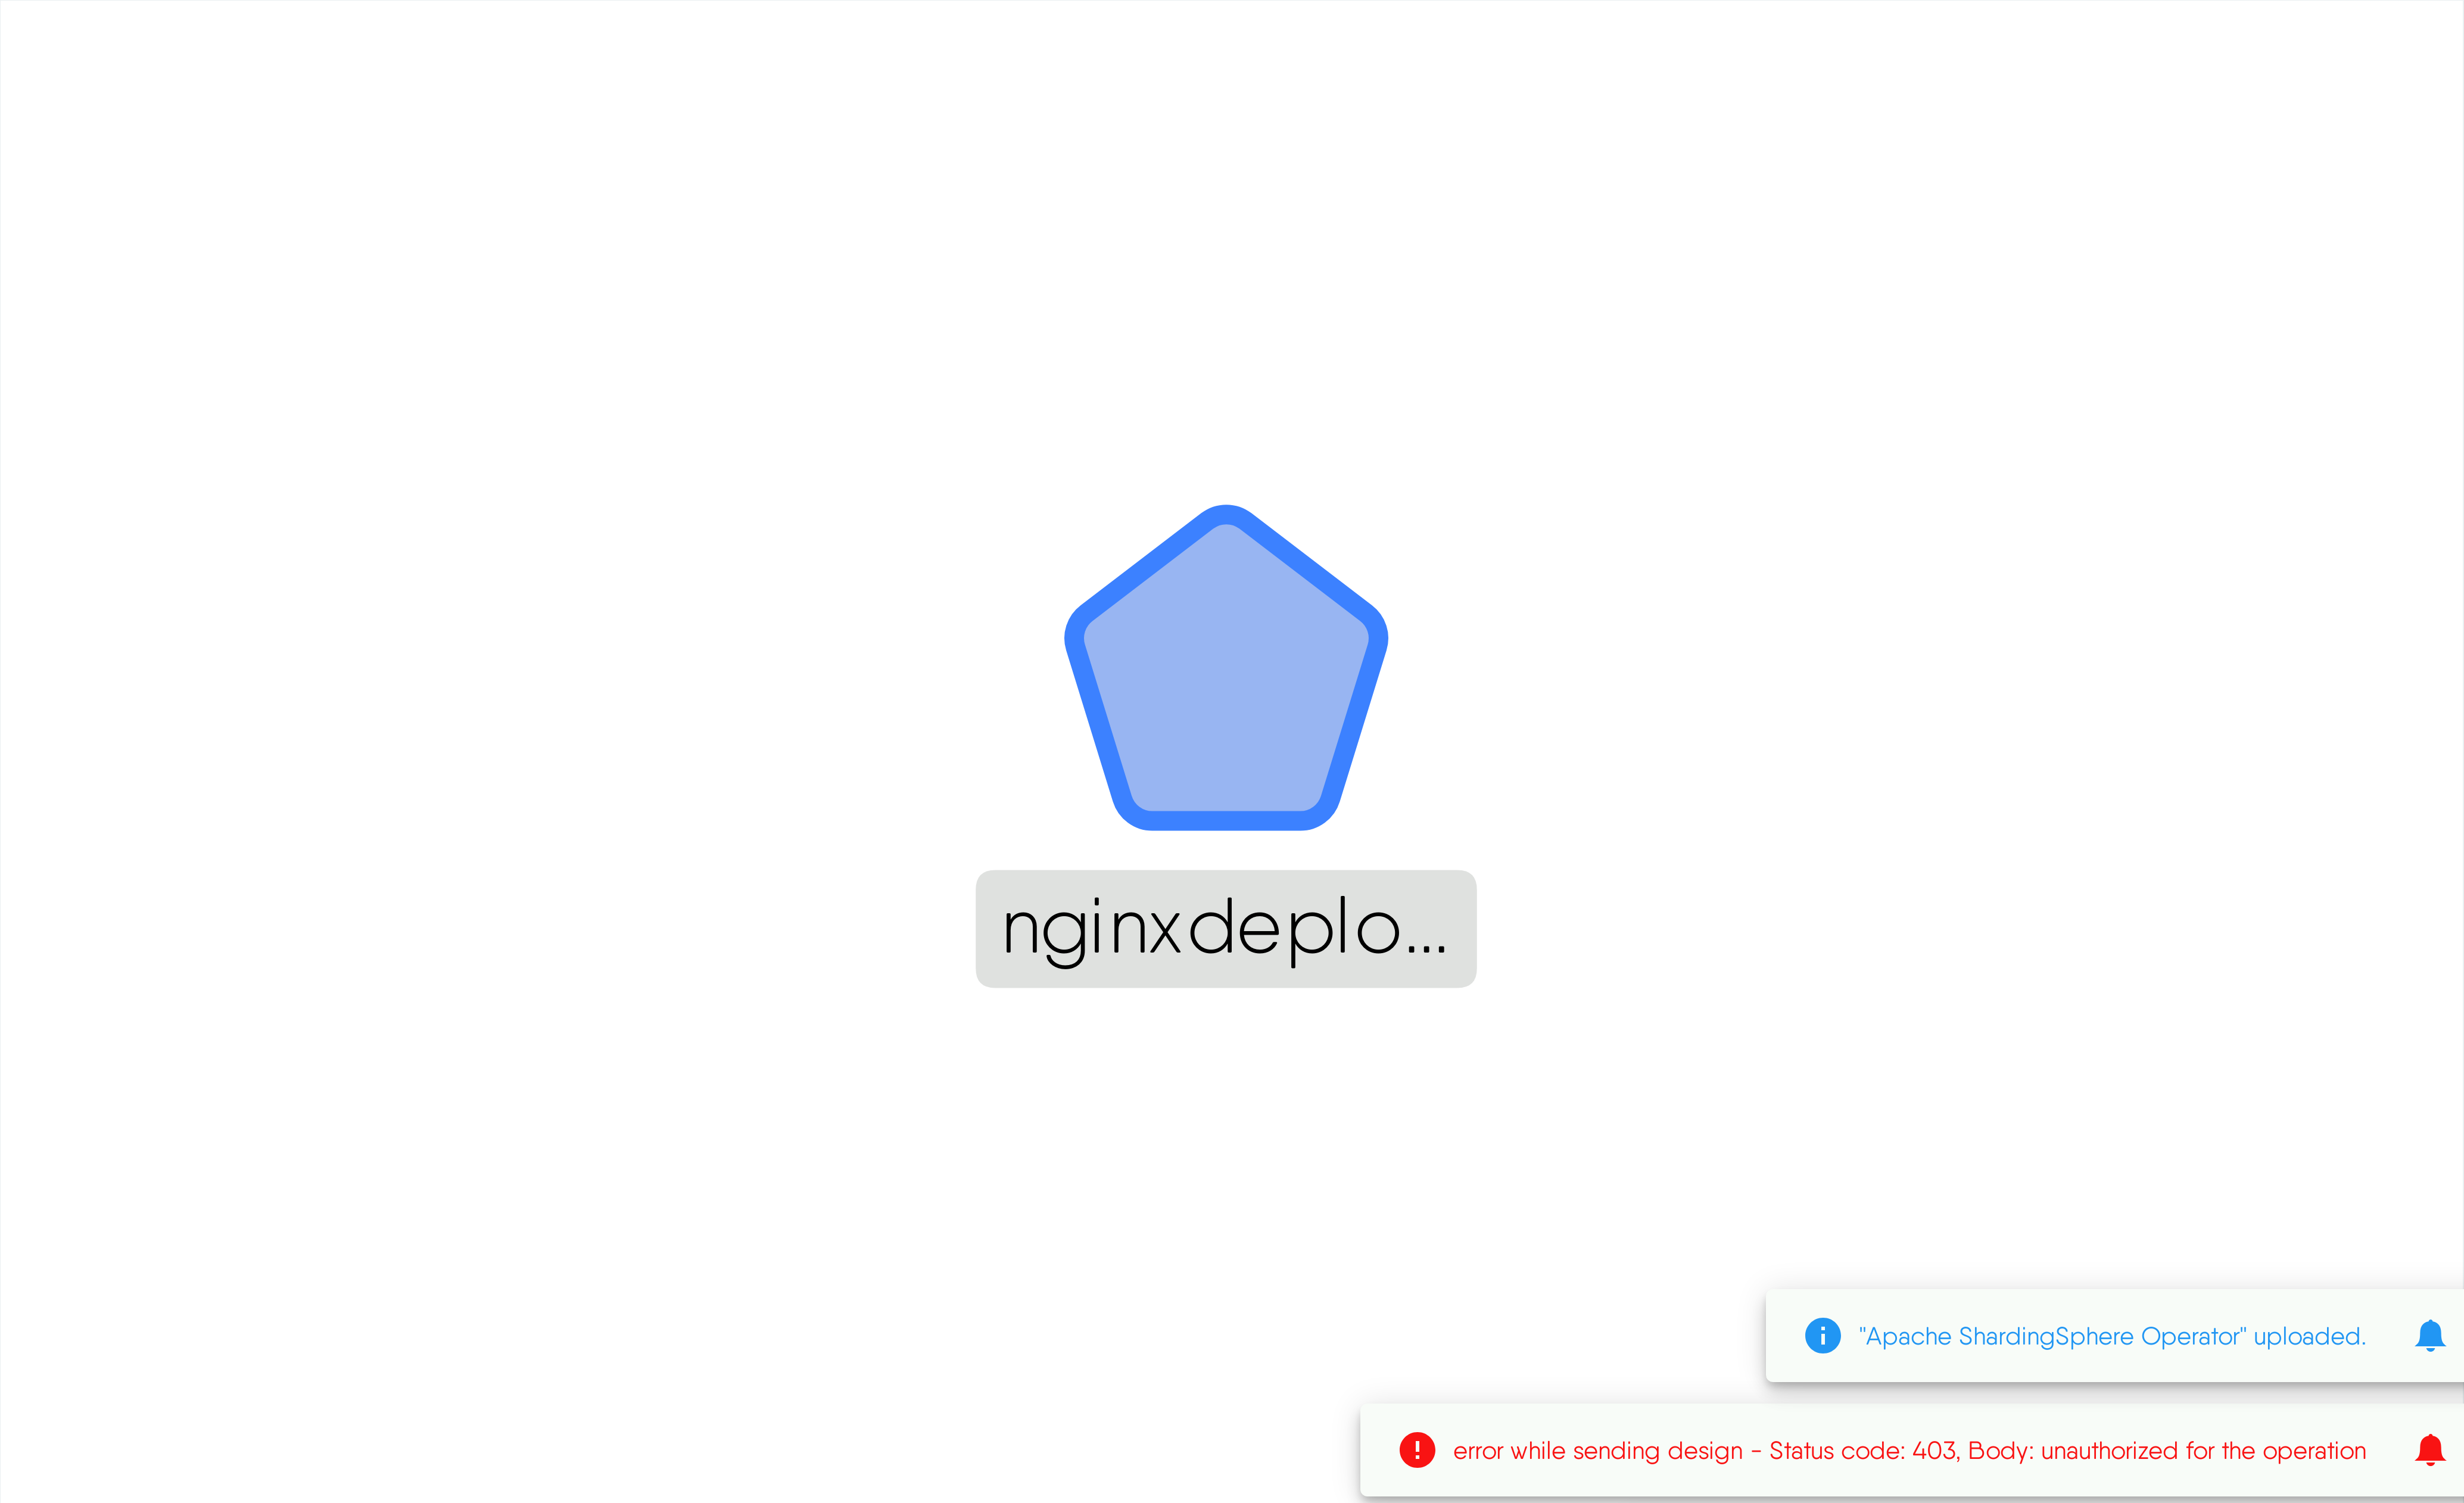 nginxdeplo...
"Apache ShardingSphere Operator" uploaded.
error while sending design - Status code: 403, Body: unauthorized for the operation